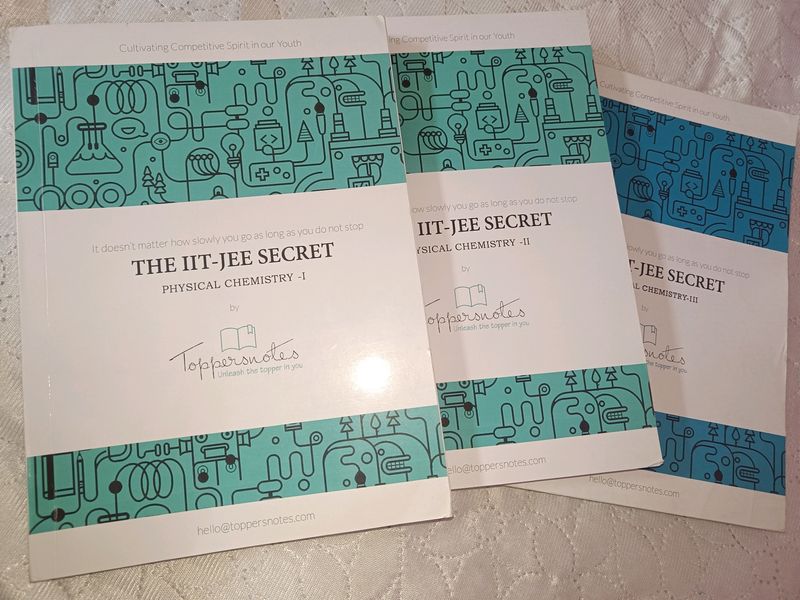 Cultivating Competitive Spirit in our Youth
It doesn't matter how slowly you go as long as you do not stop
THE IIT-JEE SECRET
PHYSICAL CHEMISTRY -I
by
Toppersnotes
Unleash the topper in you
hello@toppersnotes.com
Competitive Spirit in our Youth
how slowly you go as long as you do not stop
IIT-JEE SECRET
CHEMISTRY -II
by
Toppersnotes
Unleash the topper in you
hello@toppersnotes.com
Cultivating Competitive Spirit in our Youth
slowly you go as long as you do not stop
JEE SECRET
CHEMISTRY-III
by
the topper in you
hello@toppersnotes.com